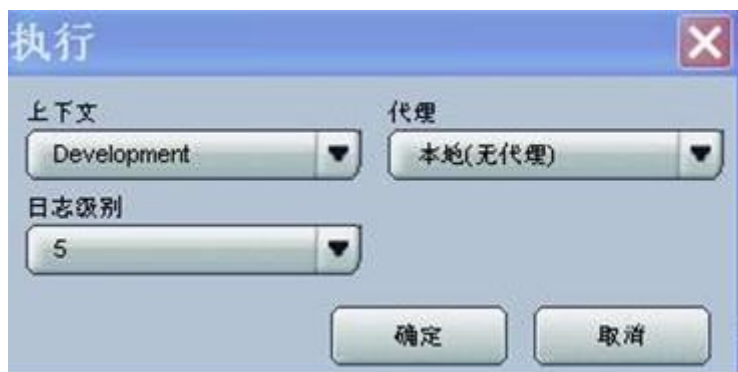 执行
上下文
代理
Development
本地(无代理)
日志级别
5
确定
取消